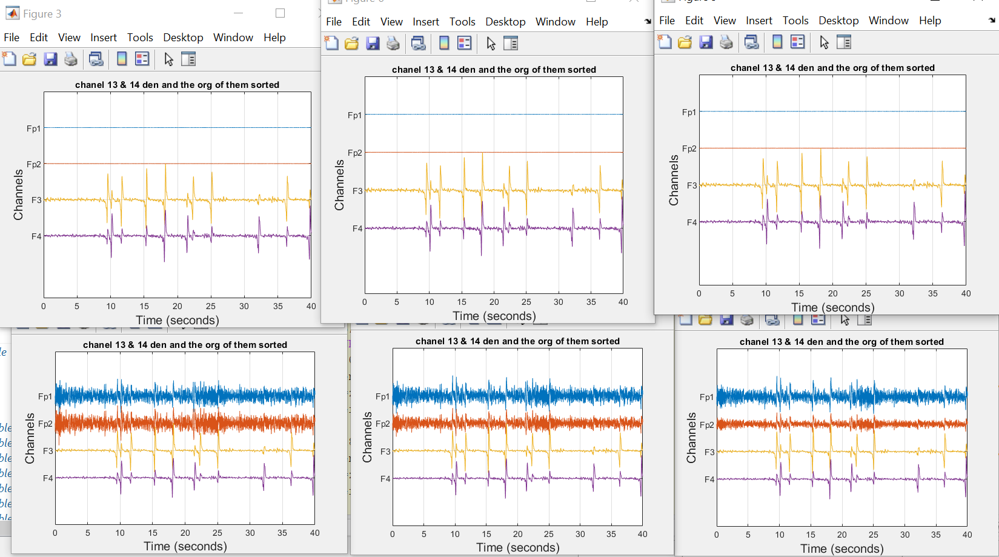 Figure 3
File Edit View Insert Tools Desktop Window Help
chanel 13 & 14 den and the org of them sorted
Fp1
Fp2
F3
F4
Channels
0 5 10 15 20 25 30 35 40
Time (seconds)
File Edit View Insert Tools Desktop Window Help
chanel 13 & 14 den and the org of them sorted
Fp1
Fp2
F3
F4
Channels
0 5 10 15 20 25 30 35 40
Time (seconds)
File Edit View Insert Tools Desktop Window Help
chanel 13 & 14 den and the org of them sorted
Fp1
Fp2
F3
F4
Channels
0 5 10 15 20 25 30 35 40
Time (seconds)
le
ble
ble
ble
ble
ble
ble
ble
chanel 13 & 14 den and the org of them sorted
Fp1
Fp2
F3
F4
Channels
0 5 10 15 20 25 30 35 40
Time (seconds)
chanel 13 & 14 den and the org of them sorted
Fp1
Fp2
F3
F4
Channels
0 5 10 15 20 25 30 35 40
Time (seconds)
chanel 13 & 14 den and the org of them sorted
Fp1
Fp2
F3
F4
Channels
0 5 10 15 20 25 30 35 40
Time (seconds)